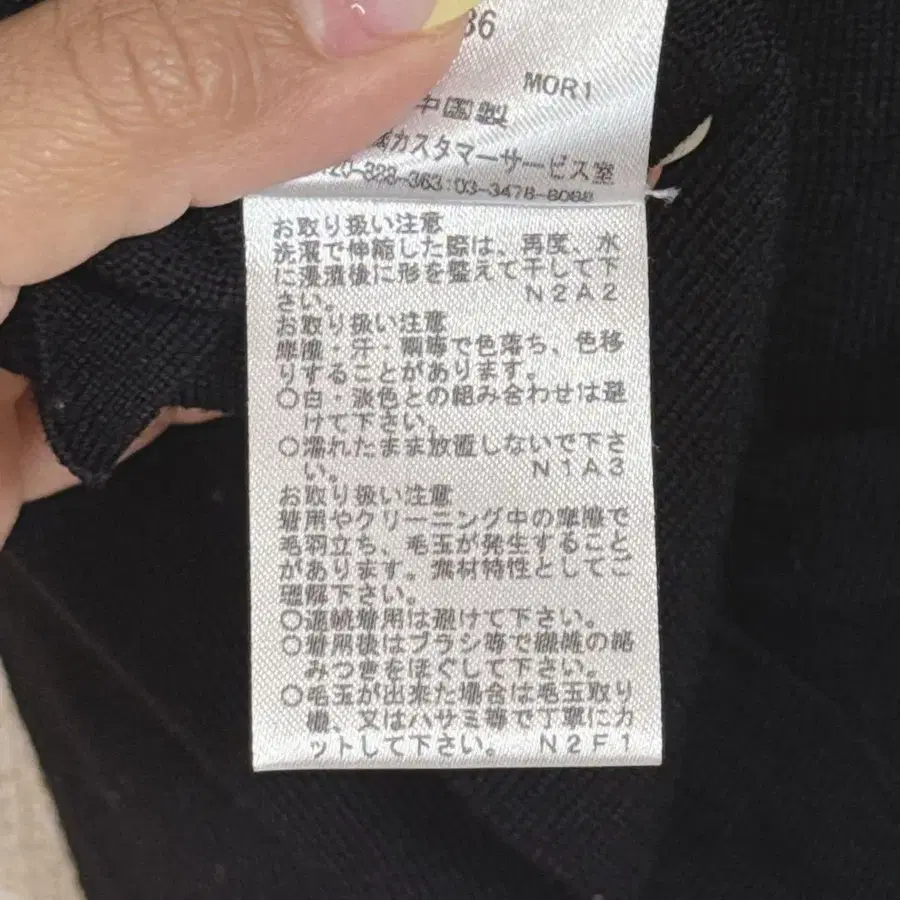 36
MOR1
中国製
カスタマーサービス室
20-323-363:03-3478-8088
お取り扱い注意
洗濯で伸縮した際は、再度、水
に浸漬後に形を整えて干して下
さい。 N2A2
お取り扱い注意
摩擦・汗・雨等で色落ち、色移
りすることがあります。
○白・淡色との組み合わせは避
けて下さい。
○濡れたまま放置しないで下さ
い。 N1A3
お取り扱い注意
着用やクリーニング中の摩擦で
毛羽立ち、毛玉が発生すること
があります。素材特性としてご
理解下さい。
○連続着用は避けて下さい。
○着用後はブラシ等で繊維の絡
みつきをほぐして下さい。
○毛玉が出来た場合は毛玉取り
機、又はハサミ等で丁寧にカ
ットして下さい。 N2F1